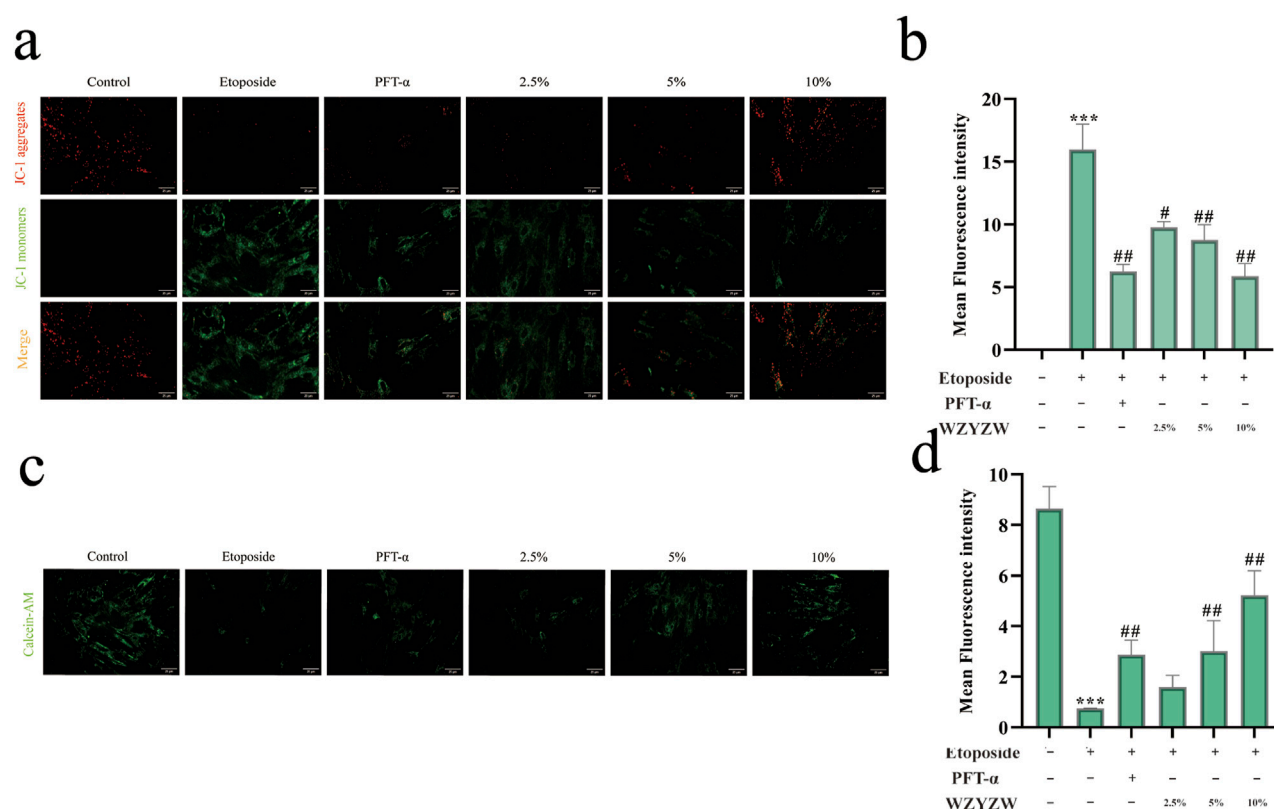 a
Control Etoposide PFT-α 2.5% 5% 10%
JC-1 aggregates
JC-1 monomers
Merge
b
Mean Fluorescence intensity
20
15
10
5
0
*** ## # ## ##
Etoposide – + + + + +
PFT-α – – + – – –
WZYZW – – – 2.5% 5% 10%
c
Control Etoposide PFT-α 2.5% 5% 10%
Calcein-AM
d
Mean Fluorescence intensity
10
8
6
4
2
0
*** ## ## ##
Etoposide – + + + + +
PFT-α – – + – – –
WZYZW – – – 2.5% 5% 10%